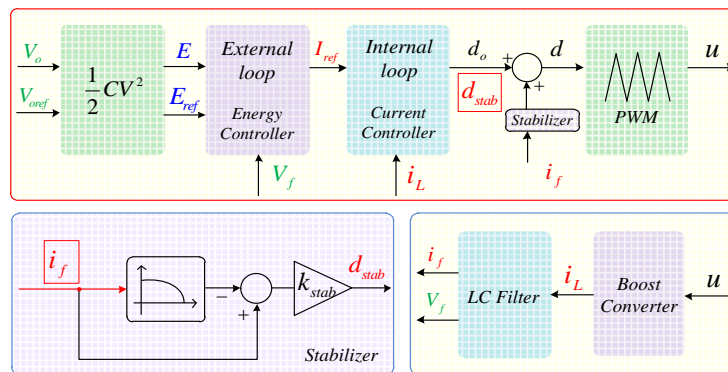 V_o
V_oref
1/2 CV²
E
E_ref
External loop
Energy Controller
V_f
I_ref
Internal loop
Current Controller
i_L
d_o
d_stab
+
+
d
Stabilizer
i_f
PWM
u
i_f
−
+
k_stab
d_stab
Stabilizer
i_f
V_f
LC Filter
i_L
Boost Converter
u